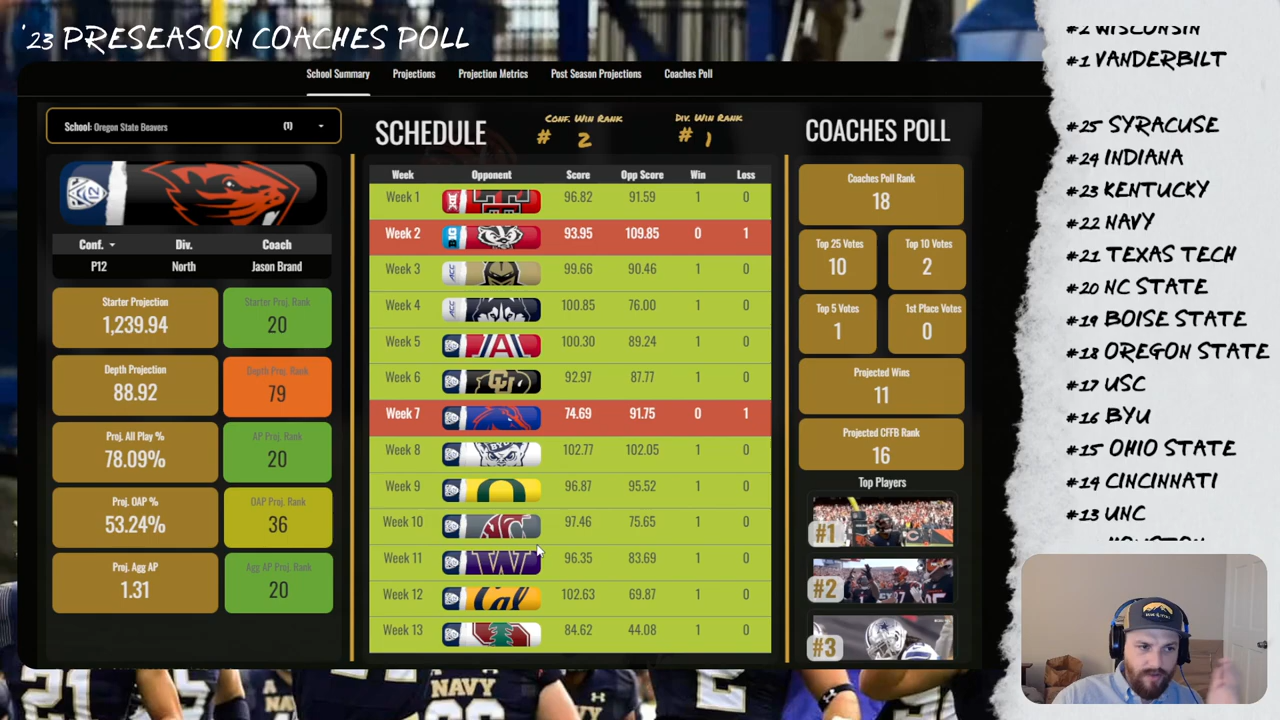 '23 PRESEASON COACHES POLL
School Summary
Projections
Projection Metrics
Post Season Projections
Coaches Poll
School: Oregon State Beavers (1)
12
Conf. Div. Coach
P12 North Jason Brand
Starter Projection
1,239.94
Starter Proj. Rank
20
Depth Projection
88.92
Depth Proj. Rank
79
Proj. All Play %
78.09%
AP Proj. Rank
20
Proj. OAP %
53.24%
OAP Proj. Rank
36
Proj. Agg AP
1.31
Agg AP Proj. Rank
20
SCHEDULE
CONF. WIN RANK
# 2
DIV. WIN RANK
# 1
Week Opponent Score Opp Score Win Loss
Week 1 96.82 91.59 1 0
Week 2 93.95 109.85 0 1
Week 3 99.66 90.46 1 0
Week 4 100.85 76.00 1 0
Week 5 100.30 89.24 1 0
Week 6 92.97 87.77 1 0
Week 7 74.69 91.75 0 1
Week 8 BYU 102.77 102.05 1 0
Week 9 96.87 95.52 1 0
Week 10 97.46 75.65 1 0
Week 11 W 96.35 83.69 1 0
Week 12 Cal 102.63 69.87 1 0
Week 13 84.62 44.08 1 0
COACHES POLL
Coaches Poll Rank
18
Top 25 Votes
10
Top 10 Votes
2
Top 5 Votes
1
1st Place Votes
0
Projected Wins
11
Projected CFFB Rank
16
Top Players
#1
#2
#3
#2 WISCONSIN
#1 VANDERBILT
#25 SYRACUSE
#24 INDIANA
#23 KENTUCKY
#22 NAVY
#21 TEXAS TECH
#20 NC STATE
#19 BOISE STATE
#18 OREGON STATE
#17 USC
#16 BYU
#15 OHIO STATE
#14 CINCINNATI
#13 UNC
21
NAVY
2